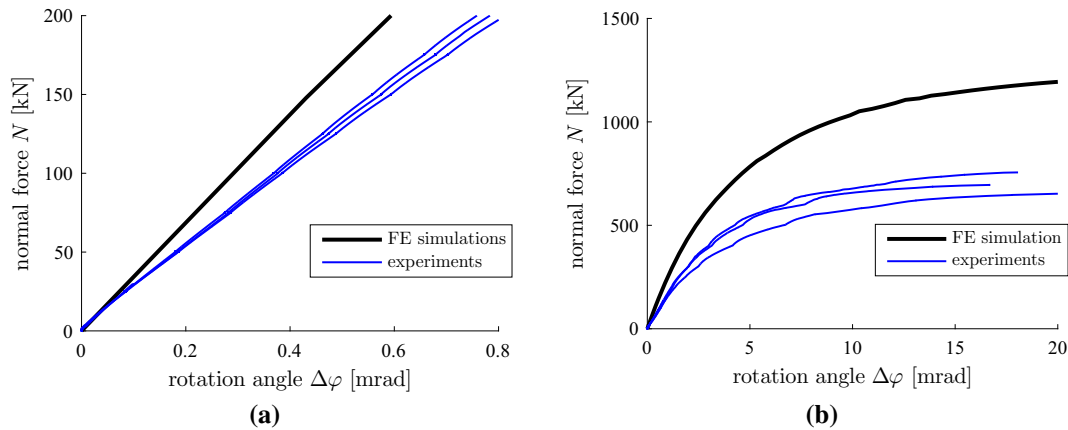 200
150
100
50
0
normal force N [kN]
0
0.2
0.4
0.6
0.8
rotation angle Δφ [mrad]
FE simulations
experiments
(a)
1500
1000
500
0
normal force N [kN]
0
5
10
15
20
rotation angle Δφ [mrad]
FE simulation
experiments
(b)